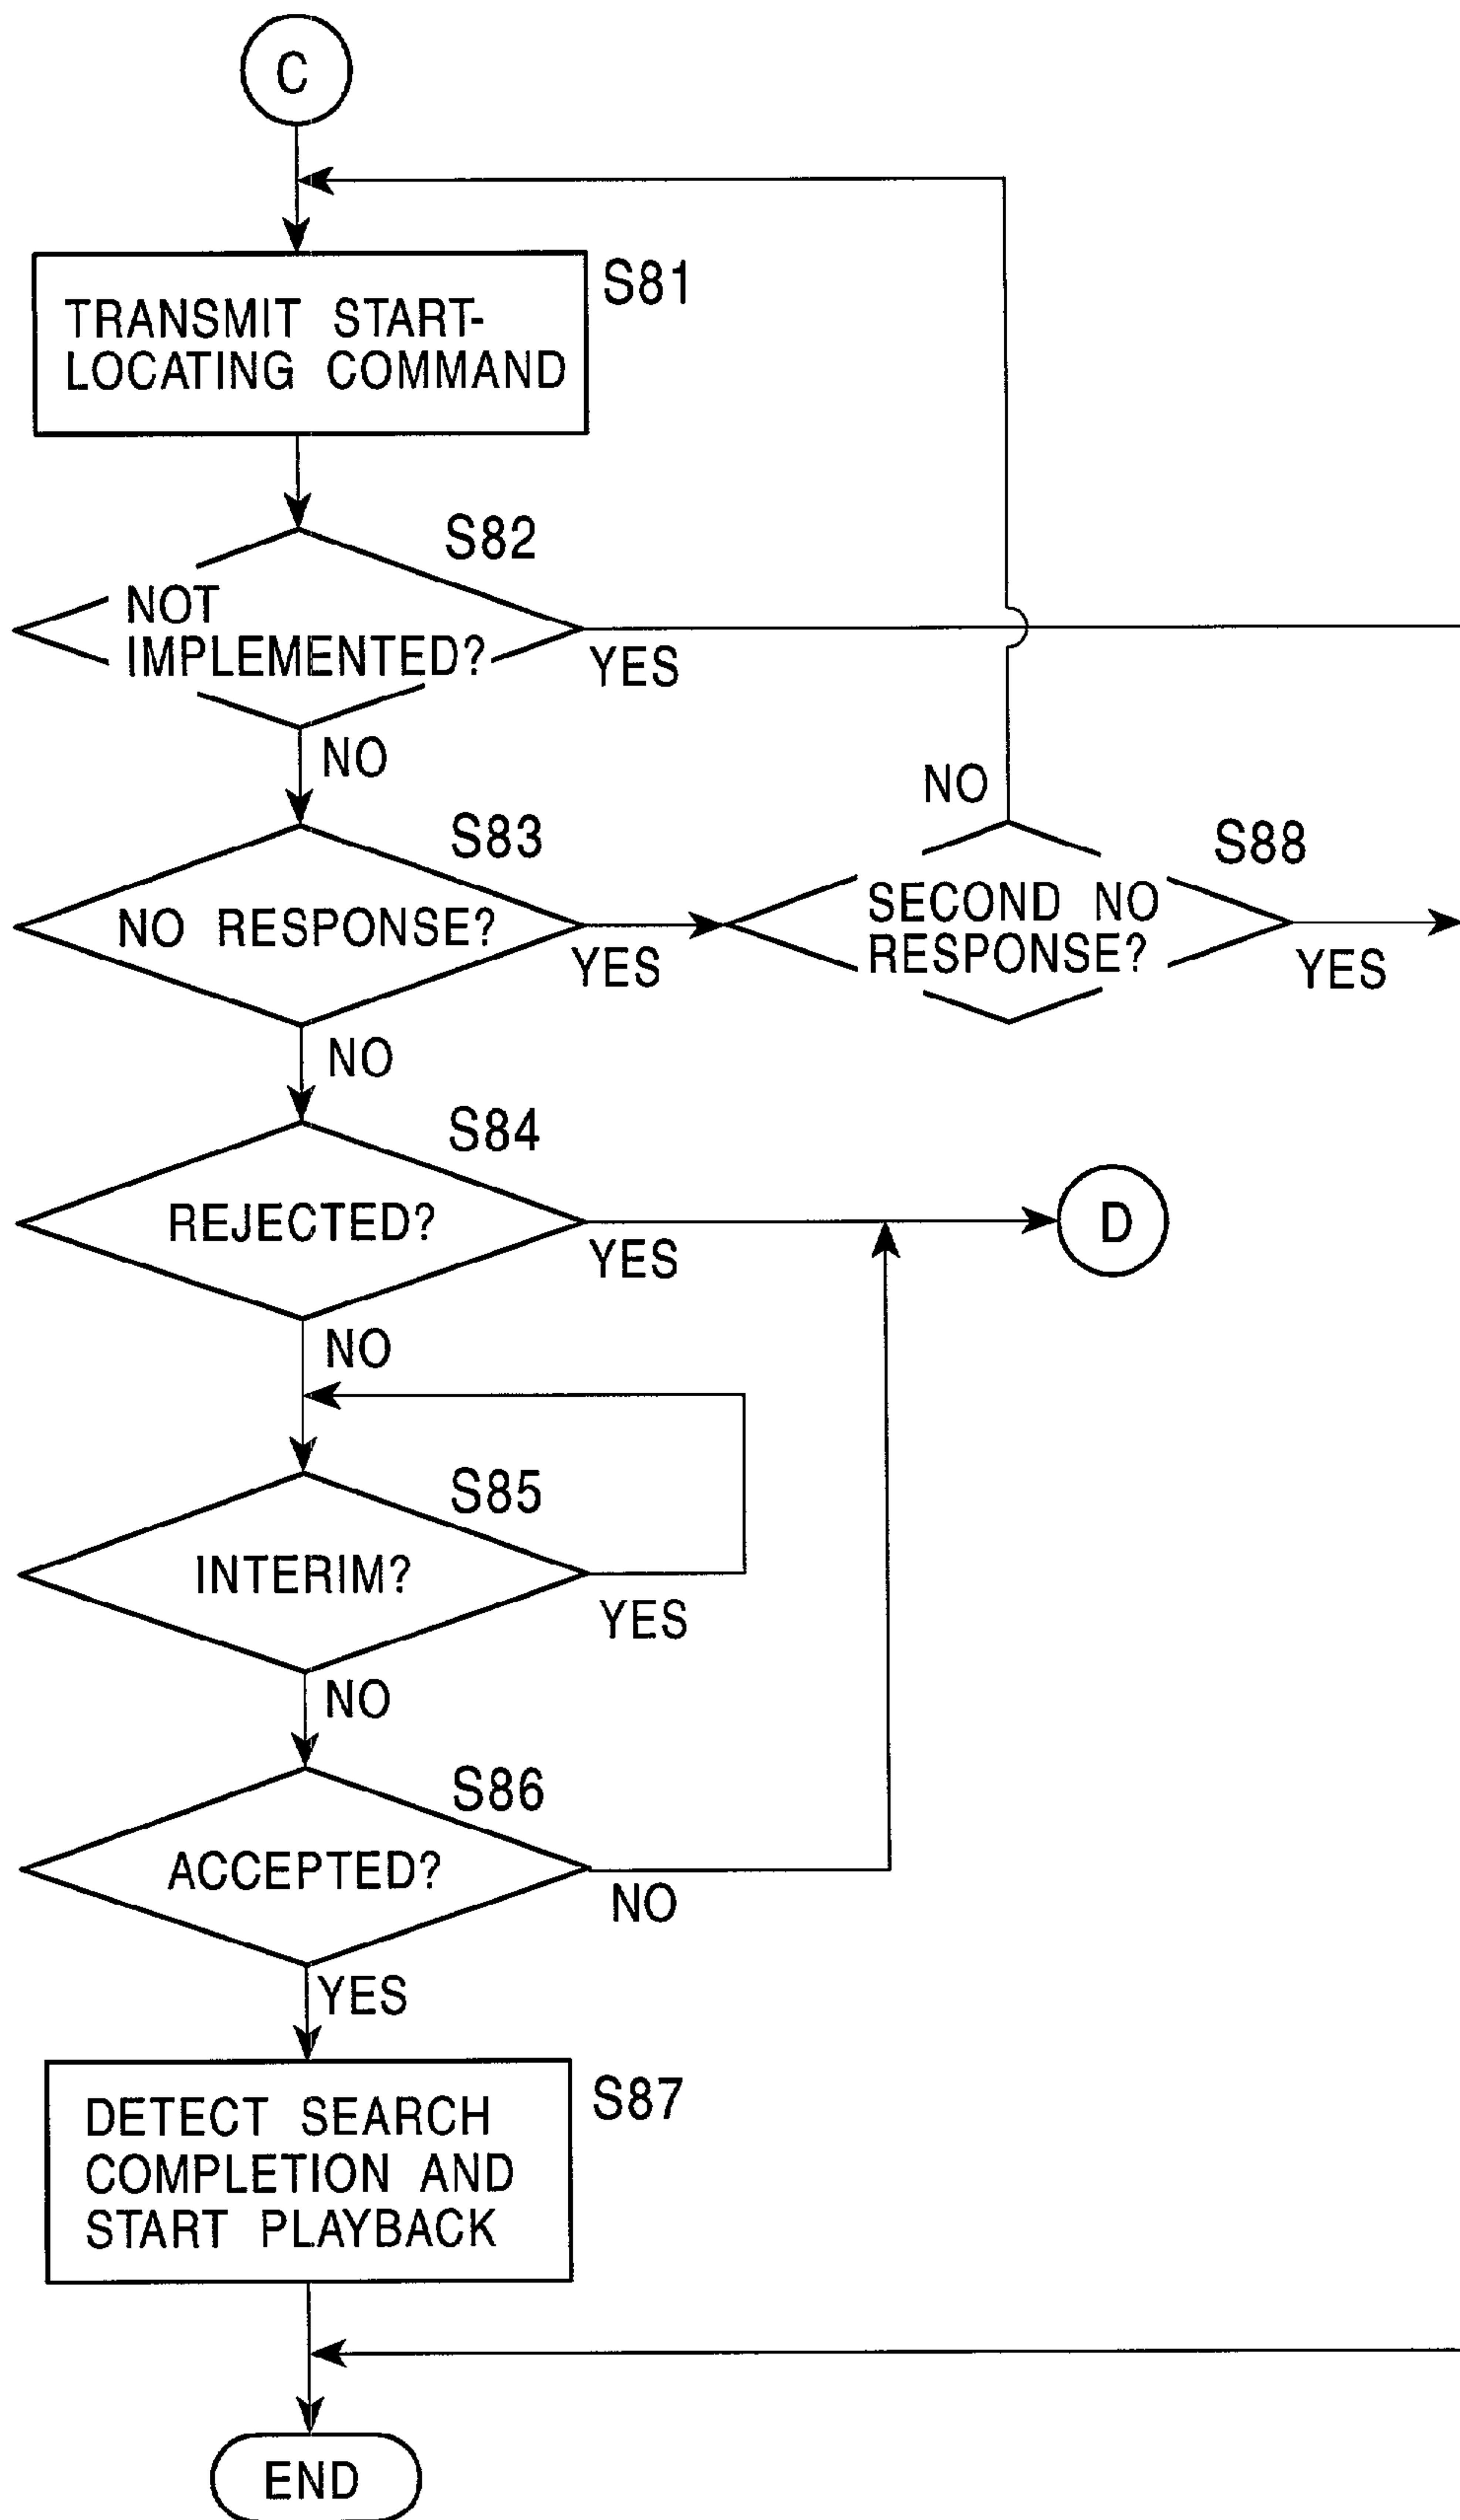 C
TRANSMIT START-
LOCATING COMMAND
S81
S82
NOT
IMPLEMENTED?
YES
NO
NO
S83
NO RESPONSE?
YES
S88
SECOND NO
RESPONSE?
YES
NO
S84
REJECTED?
YES
D
NO
S85
INTERIM?
YES
NO
S86
ACCEPTED?
NO
YES
DETECT SEARCH
COMPLETION AND
START PLAYBACK
S87
END